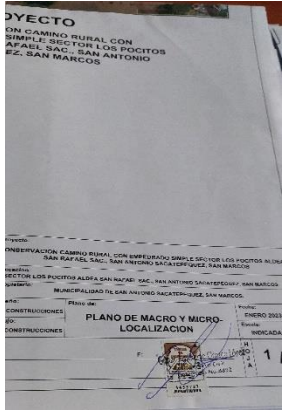 OYECTO
ON CAMINO RURAL CON
SIMPLE SECTOR LOS POCITOS
AFAEL SAC., SAN ANTONIO
EZ, SAN MARCOS
royecto:
ONSERVACION CAMINO RURAL CON EMPEDRADO SIMPLE SECTOR LOS POCITOS ALDEA
SAN RAFAEL SAC., SAN ANTONIO SACATEPEQUEZ, SAN MARCOS
SECTOR LOS POCITOS ALDEA SAN RAFAEL SAC., SAN ANTONIO SACATEPEQUEZ, SAN MARCOS
MUNICIPALIDAD DE SAN ANTONIO SACATEPEQUEZ, SAN MARCOS.
Plano de:
Fecha:
CONSTRUCCIONES
PLANO DE MACRO Y MICRO-
LOCALIZACION
ENERO 2023
Escala:
INDICADA
CONSTRUCCIONES
F:
HOJA
1 /